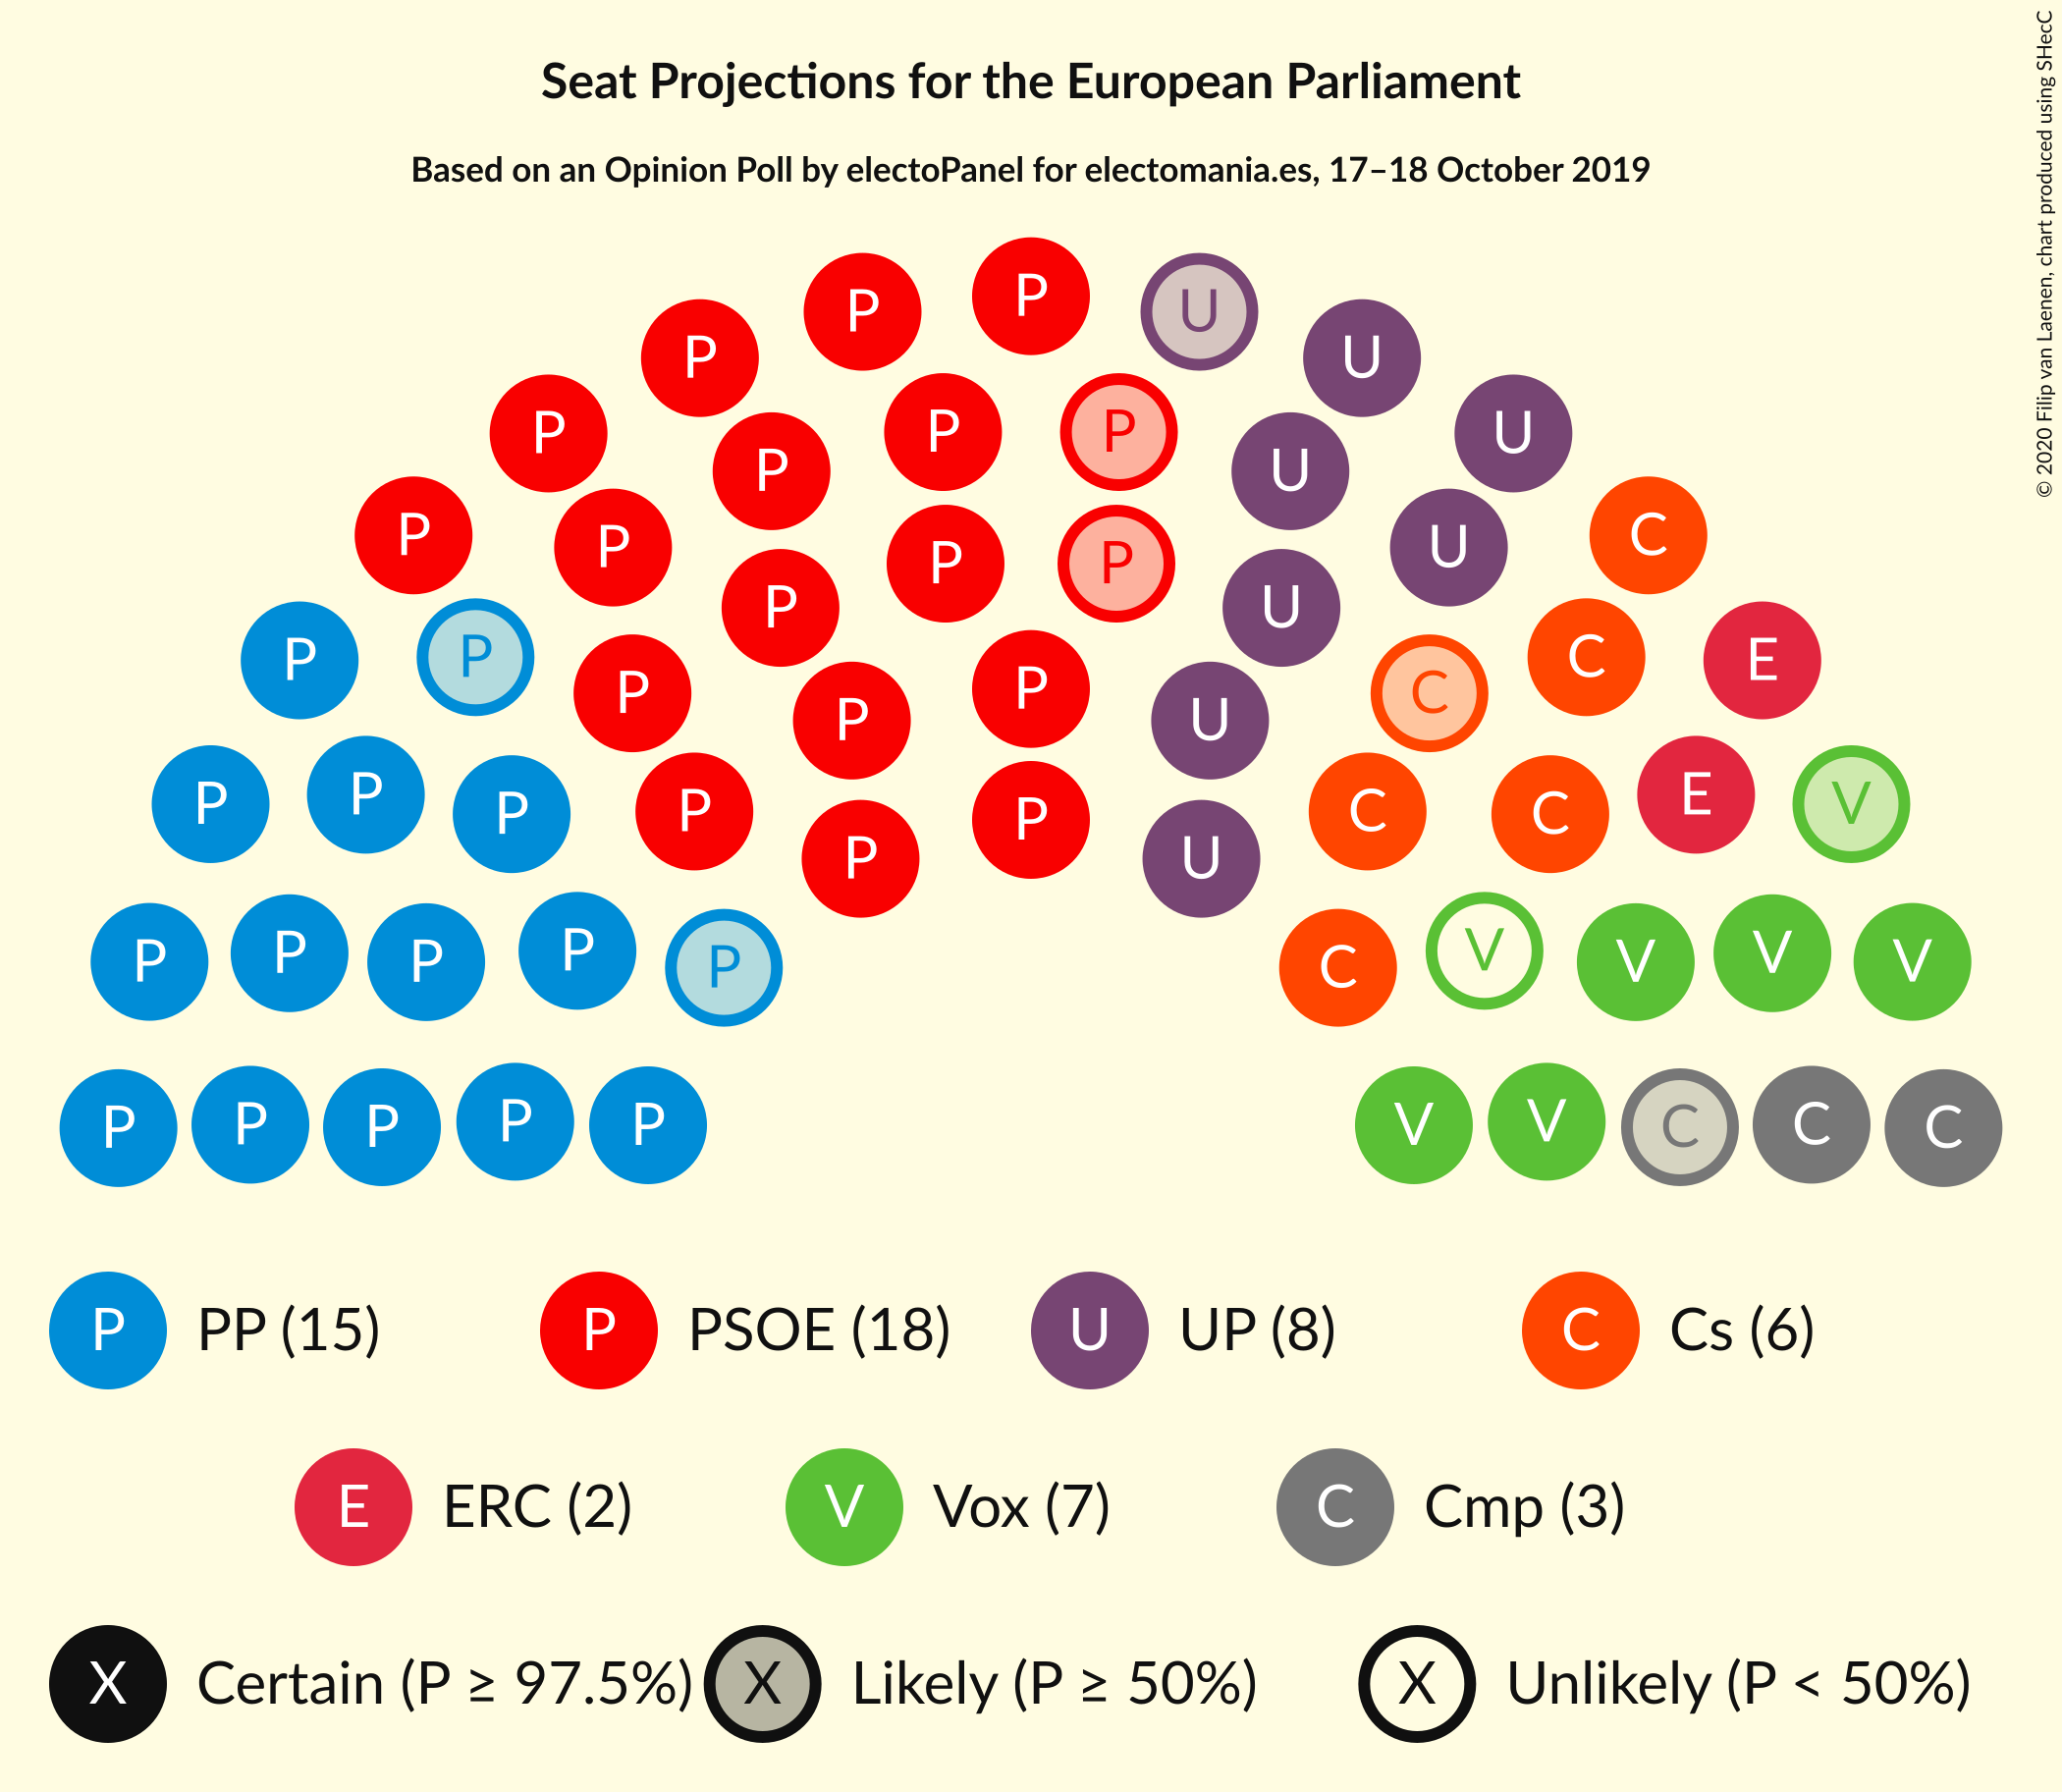 Seat Projections for the European Parliament
Based on an Opinion Poll by electoPanel for electomania.es, 17–18 October 2019
© 2020 Filip van Laenen, chart produced using SHecC
P P U
P U
P P U
P P P U
P C
P P U
P P P
P U
P P C E
P P C
P U
P P E
P V
P C
P C
P
P U
P P C V
P P V V V
P P C
P P P V V C C
P P C
P PP (15) P PSOE (18) U UP (8) C Cs (6)
E ERC (2) V Vox (7) C Cmp (3)
X Certain (P ≥ 97.5%) X Likely (P ≥ 50%) X Unlikely (P < 50%)